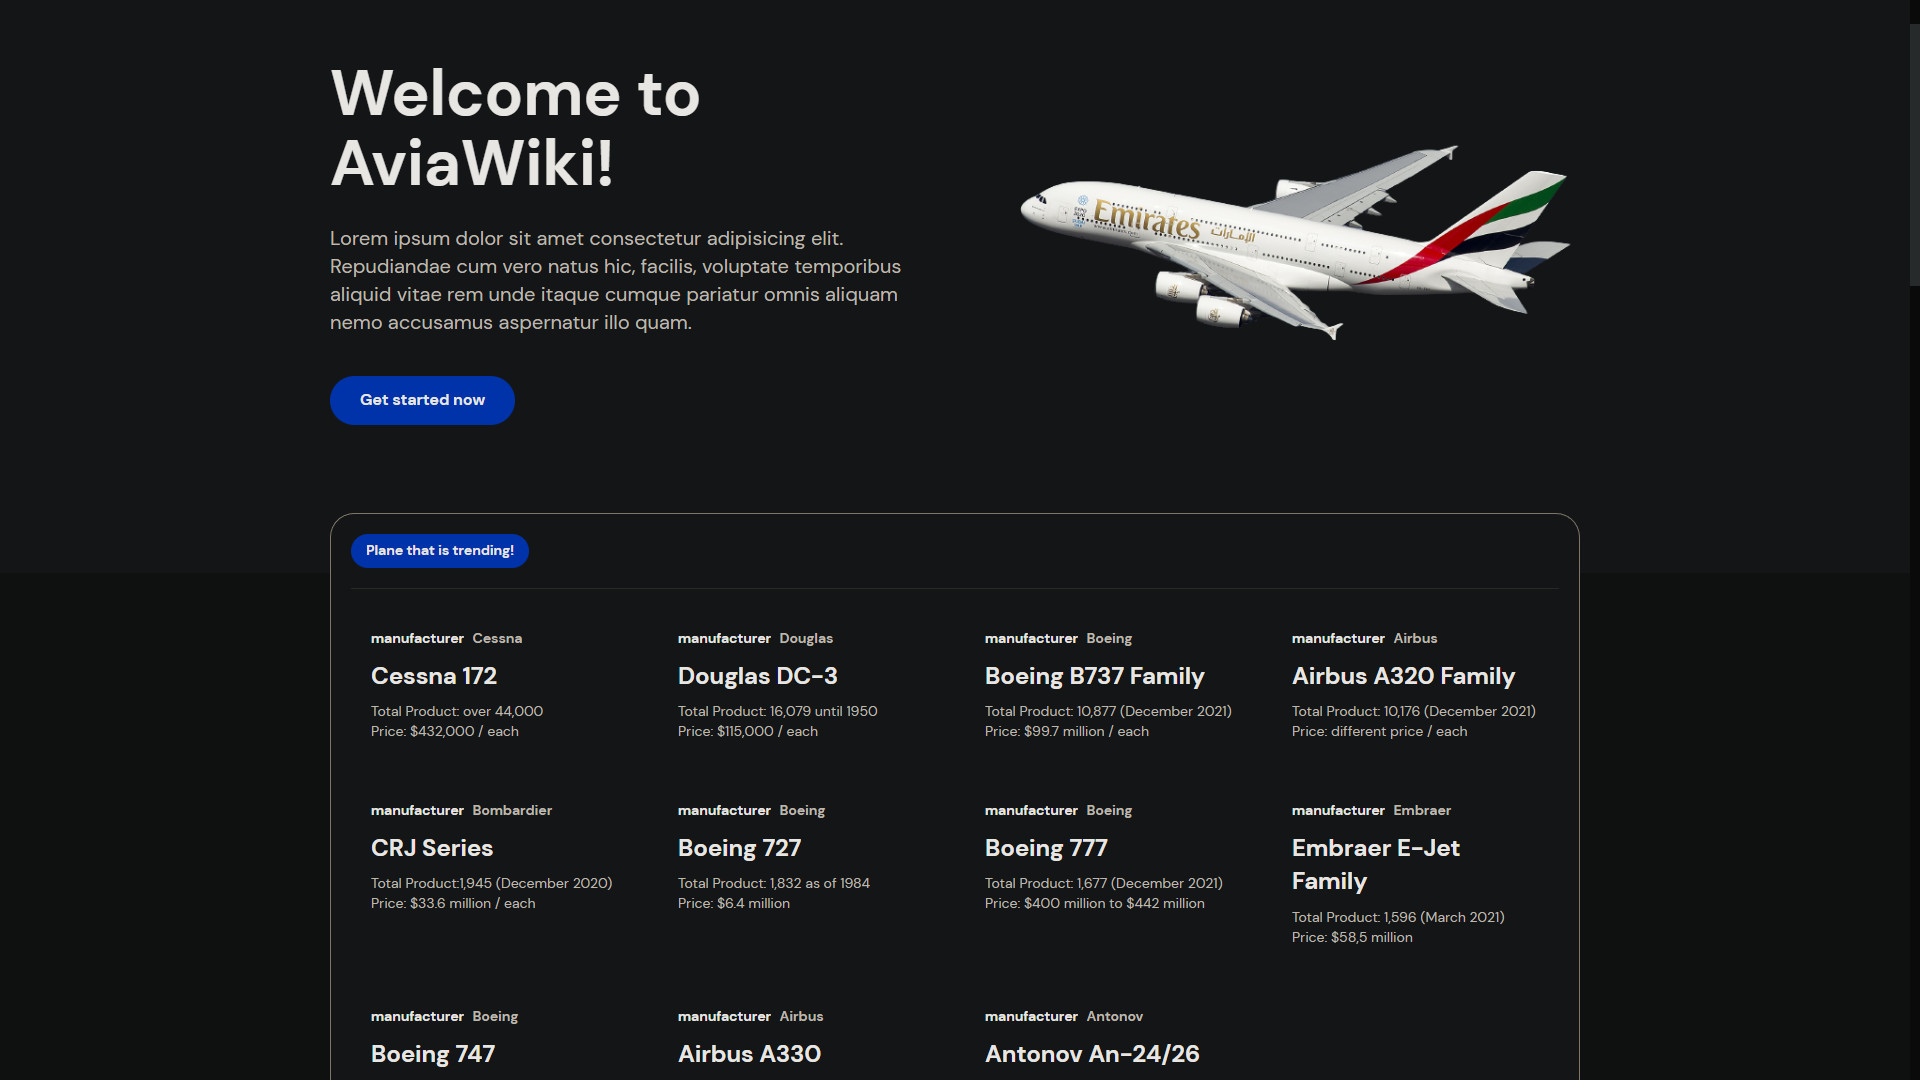 Welcome to
AviaWiki!
Lorem ipsum dolor sit amet consectetur adipisicing elit.
Repudiandae cum vero natus hic, facilis, voluptate temporibus
aliquid vitae rem unde itaque cumque pariatur omnis aliquam
nemo accusamus aspernatur illo quam.
Get started now
Emirates الإمارات
Plane that is trending!
manufacturer Cessna
Cessna 172
Total Product: over 44,000
Price: $432,000 / each
manufacturer Douglas
Douglas DC-3
Total Product: 16,079 until 1950
Price: $115,000 / each
manufacturer Boeing
Boeing B737 Family
Total Product: 10,877 (December 2021)
Price: $99.7 million / each
manufacturer Airbus
Airbus A320 Family
Total Product: 10,176 (December 2021)
Price: different price / each
manufacturer Bombardier
CRJ Series
Total Product:1,945 (December 2020)
Price: $33.6 million / each
manufacturer Boeing
Boeing 727
Total Product: 1,832 as of 1984
Price: $6.4 million
manufacturer Boeing
Boeing 777
Total Product: 1,677 (December 2021)
Price: $400 million to $442 million
manufacturer Embraer
Embraer E-Jet
Family
Total Product: 1,596 (March 2021)
Price: $58,5 million
manufacturer Boeing
Boeing 747
manufacturer Airbus
Airbus A330
manufacturer Antonov
Antonov An-24/26